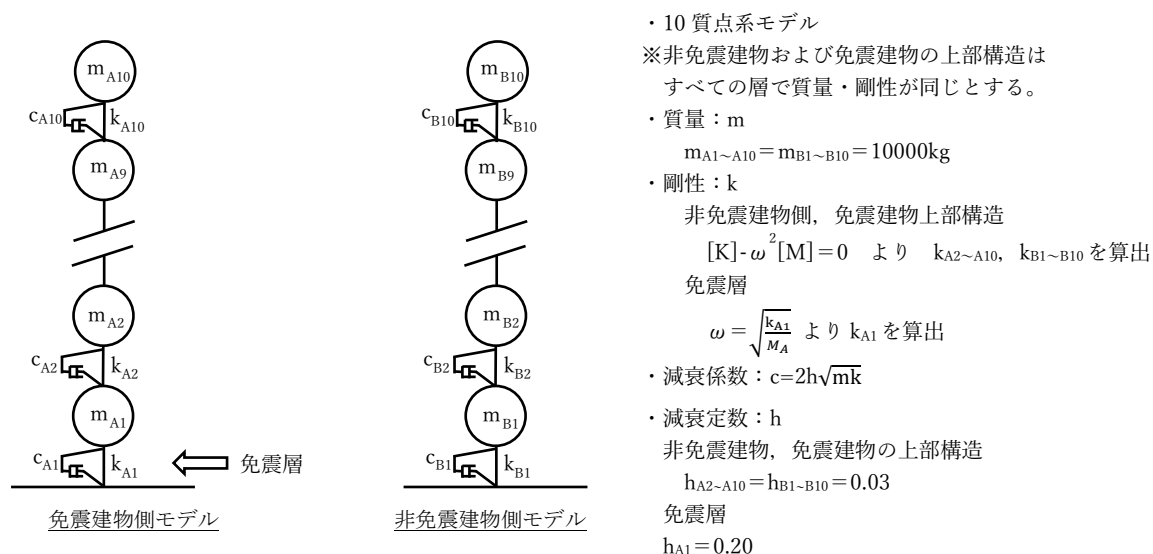 m_A10
c_A10
k_A10
m_A9
m_A2
c_A2
k_A2
m_A1
c_A1
k_A1
免震層
免震建物側モデル
m_B10
c_B10
k_B10
m_B9
m_B2
c_B2
k_B2
m_B1
c_B1
k_B1
非免震建物側モデル
・10 質点系モデル
※非免震建物および免震建物の上部構造は
すべての層で質量・剛性が同じとする。
・質量：m
m_A1~A10＝m_B1~B10＝10000kg
・剛性：k
非免震建物側，免震建物上部構造
[K]-ω²[M]＝0　より　k_A2~A10，k_B1~B10 を算出
免震層
ω＝√(k_A1/M_A) より k_A1 を算出
・減衰係数：c=2h√mk
・減衰定数：h
非免震建物，免震建物の上部構造
h_A2~A10＝h_B1~B10＝0.03
免震層
h_A1＝0.20